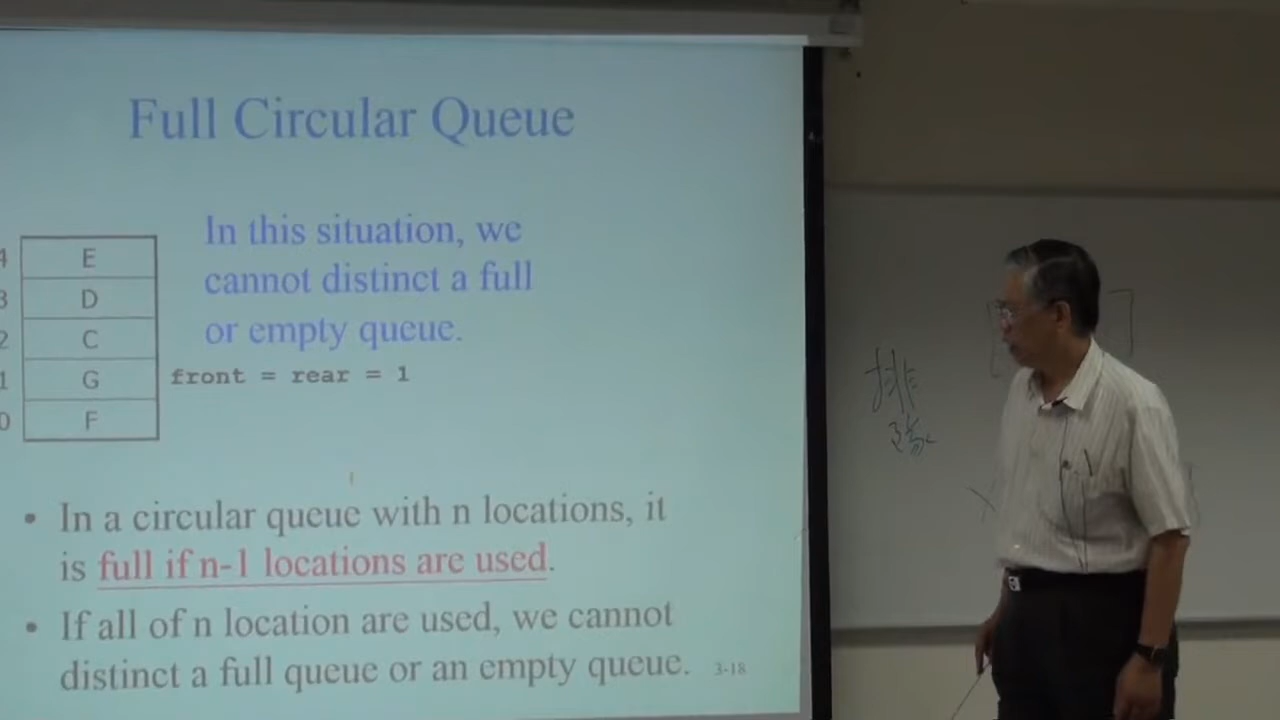 Full Circular Queue
In this situation, we
cannot distinct a full
or empty queue.
4 E
3 D
2 C
1 G front = rear = 1
0 F
• In a circular queue with n locations, it
is full if n-1 locations are used.
• If all of n location are used, we cannot
distinct a full queue or an empty queue. 3-18
排